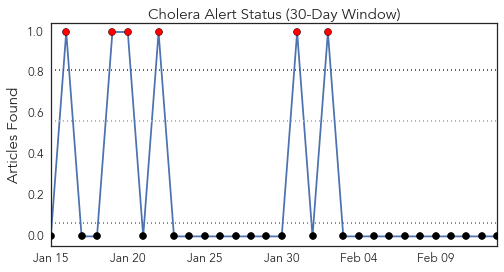 Cholera Alert Status (30-Day Window)
Articles Found
1.0
0.8
0.6
0.4
0.2
0.0
Jan 15 Jan 20 Jan 25 Jan 30 Feb 04 Feb 09